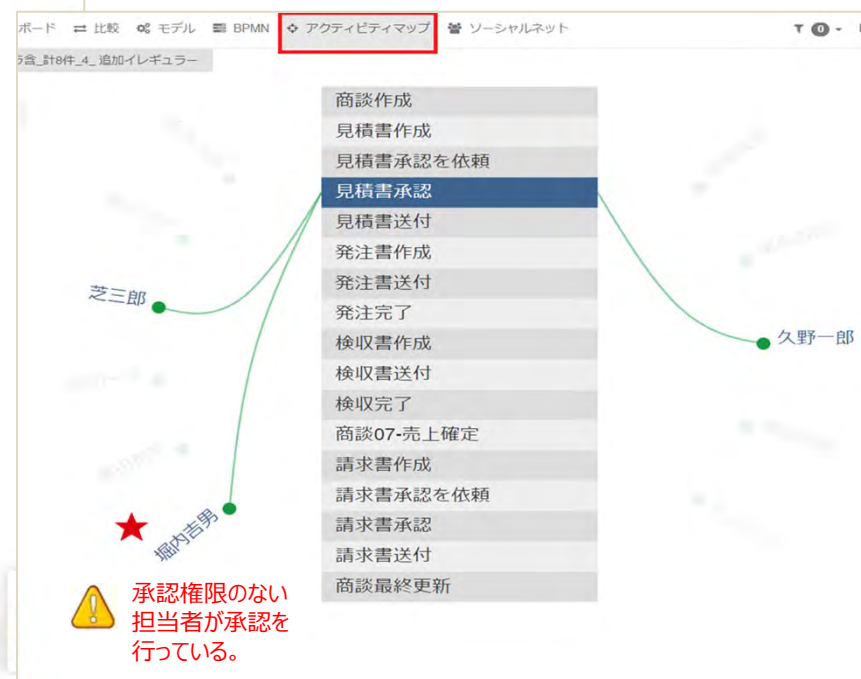 ボード 比較 モデル BPMN アクティビティマップ ソーシャルネット 0
計8件_4_追加イレギュラー
商談作成
見積書作成
見積書承認を依頼
見積書承認
見積書送付
発注書作成
発注書送付
発注完了
検収書作成
検収書送付
検収完了
商談07-売上確定
請求書作成
請求書承認を依頼
請求書承認
請求書送付
商談最終更新
芝三郎
久野一郎
堀内吉男
承認権限のない
担当者が承認を
行っている。